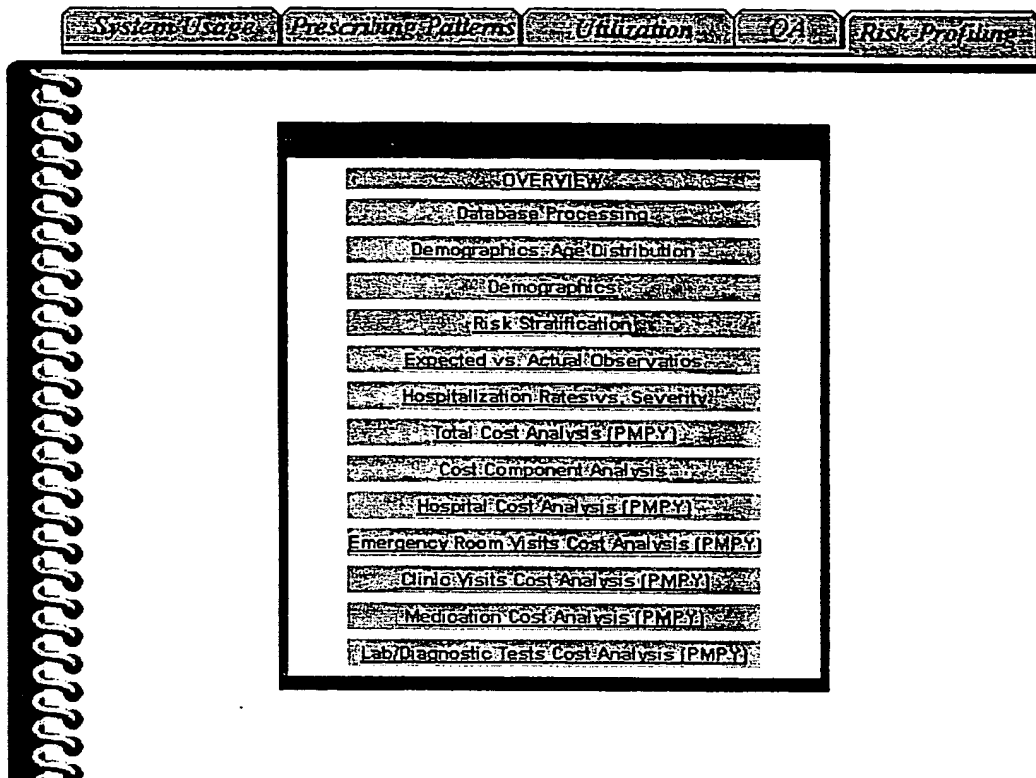 System Usage Prescribing Patterns Utilization QA Risk Profiling
OVERVIEW
Database Processing
Demographics: Age Distribution
Demographics
Risk Stratification
Expected vs. Actual Observatios
Hospitalization Rates vs. Severity
Total Cost Analysis (PMPY)
Cost Component Analysis
Hospital Cost Analysis (PMPY)
Emergency Room Visits Cost Analysis (PMPY)
Clinic Visits Cost Analysis (PMPY)
Medication Cost Analysis (PMPY)
Lab/Diagnostic Tests Cost Analysis (PMPY)